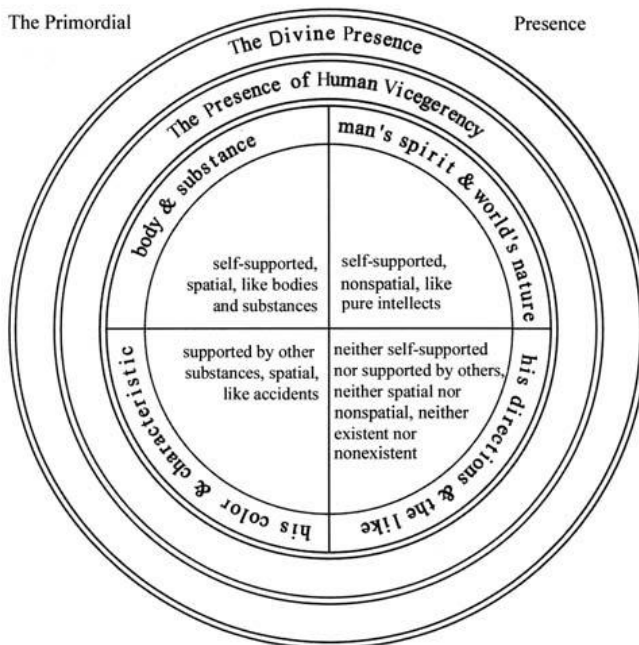 The Primordial
Presence
The Divine Presence
The Presence of Human Vicegerency
body & substance
man's spirit & world's nature
self-supported,
spatial, like bodies
and substances
self-supported,
nonspatial, like
pure intellects
supported by other
substances, spatial,
like accidents
neither self-supported
nor supported by others,
neither spatial nor
nonspatial, neither
existent nor
nonexistent
his color & characteristic
his directions & the like